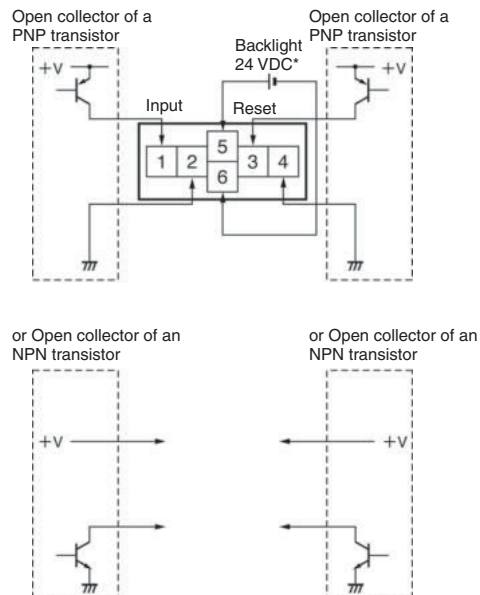 Open collector of a
PNP transistor
Open collector of a
PNP transistor
Backlight
24 VDC*
+V
+V
Input
Reset
5
1 2 3 4
6
or Open collector of an
NPN transistor
or Open collector of an
NPN transistor
+V
+V